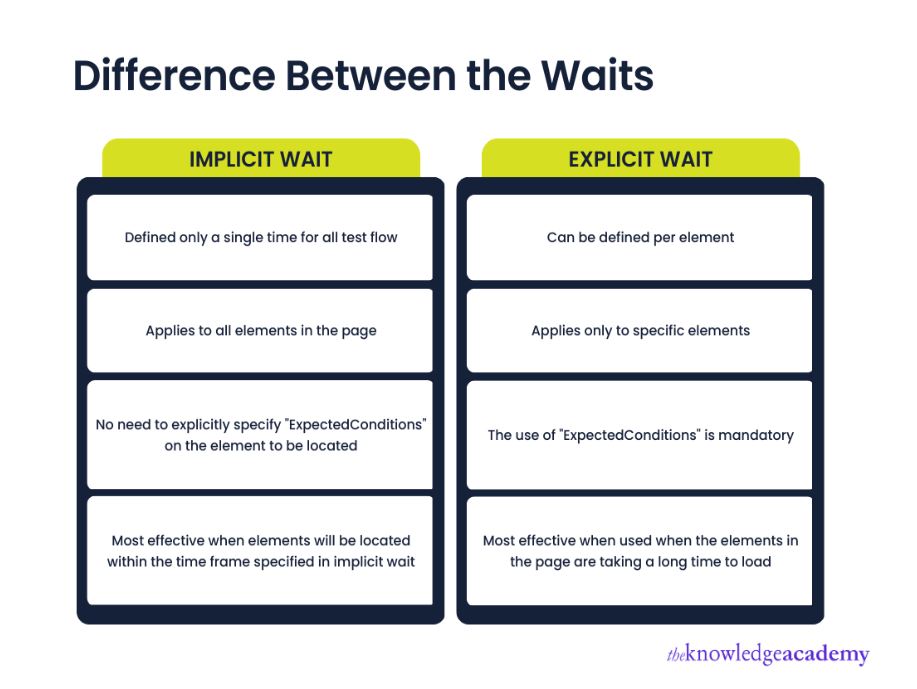 Difference Between the Waits
IMPLICIT WAIT
Defined only a single time for all test flow
Applies to all elements in the page
No need to explicitly specify "ExpectedConditions"
on the element to be located
Most effective when elements will be located
within the time frame specified in implicit wait
EXPLICIT WAIT
Can be defined per element
Applies only to specific elements
The use of "ExpectedConditions" is mandatory
Most effective when used when the elements in
the page are taking a long time to load
theknowledgeacademy